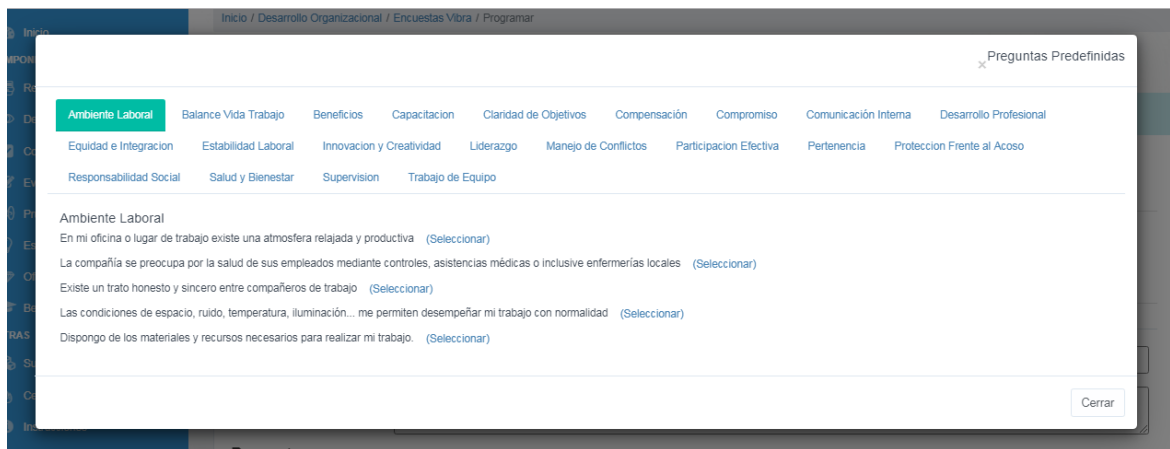 Inicio / Desarrollo Organizacional / Encuestas Vibra / Programar
Inicio
Preguntas Predefinidas
×
Ambiente Laboral Balance Vida Trabajo Beneficios Capacitacion Claridad de Objetivos Compensación Compromiso Comunicación Interna Desarrollo Profesional
Equidad e Integracion Estabilidad Laboral Innovacion y Creatividad Liderazgo Manejo de Conflictos Participacion Efectiva Pertenencia Proteccion Frente al Acoso
Responsabilidad Social Salud y Bienestar Supervision Trabajo de Equipo
Ambiente Laboral
En mi oficina o lugar de trabajo existe una atmosfera relajada y productiva (Seleccionar)
La compañía se preocupa por la salud de sus empleados mediante controles, asistencias médicas o inclusive enfermerías locales (Seleccionar)
Existe un trato honesto y sincero entre compañeros de trabajo (Seleccionar)
Las condiciones de espacio, ruido, temperatura, iluminación... me permiten desempeñar mi trabajo con normalidad (Seleccionar)
Dispongo de los materiales y recursos necesarios para realizar mi trabajo. (Seleccionar)
Cerrar